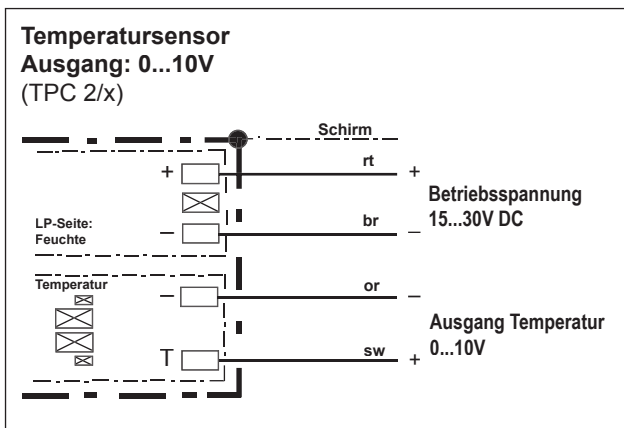 Temperatursensor
Ausgang: 0...10V
(TPC 2/x)
Schirm
+ rt +
Betriebsspannung
15...30V DC
LP-Seite:
Feuchte
– br –
Temperatur
– or –
Ausgang Temperatur
0...10V
T sw +